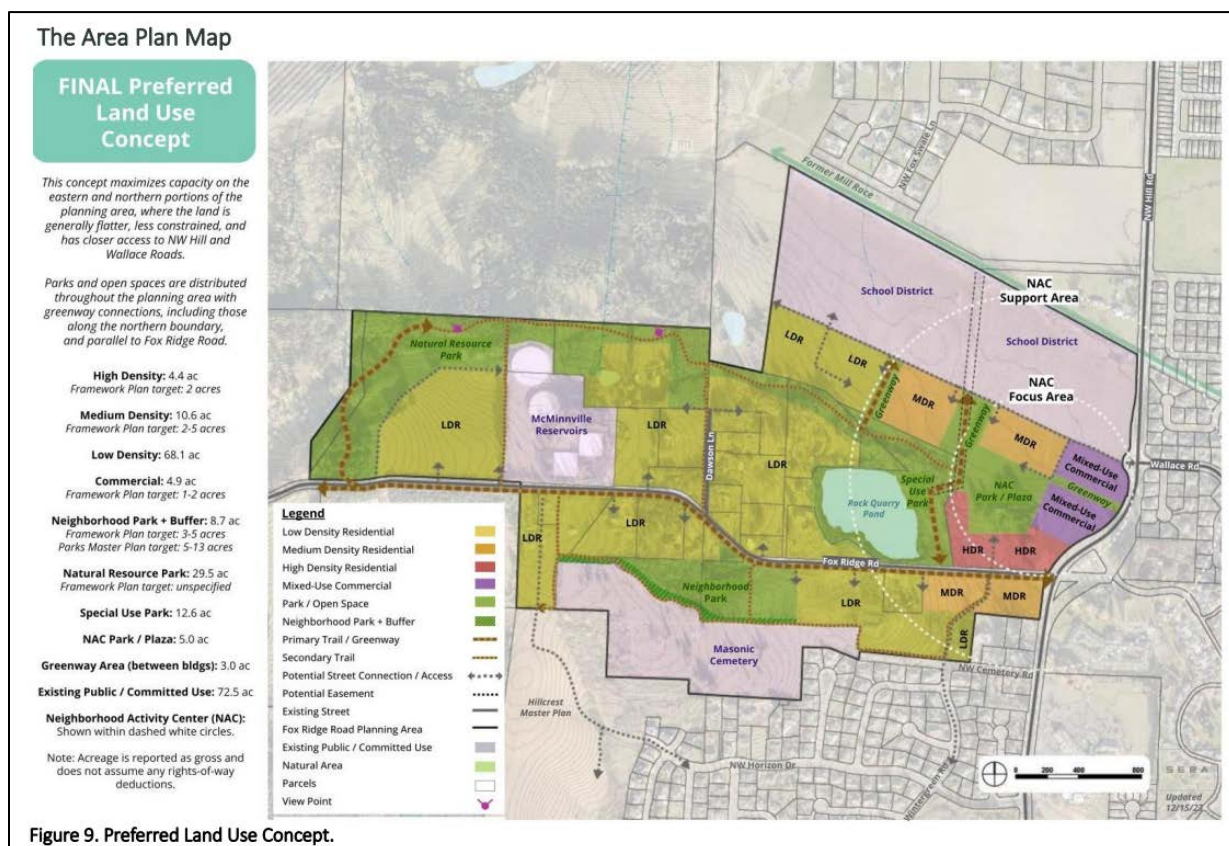 The Area Plan Map
FINAL Preferred
Land Use
Concept
This concept maximizes capacity on the
eastern and northern portions of the
planning area, where the land is
generally flatter, less constrained, and
has closer access to NW Hill and
Wallace Roads.
Parks and open spaces are distributed
throughout the planning area with
greenway connections, including those
along the northern boundary,
and parallel to Fox Ridge Road.
High Density: 4.4 ac
Framework Plan target: 2 acres
Medium Density: 10.6 ac
Framework Plan target: 2-5 acres
Low Density: 68.1 ac
Commercial: 4.9 ac
Framework Plan target: 1-2 acres
Neighborhood Park + Buffer: 8.7 ac
Framework Plan target: 3-5 acres
Parks Master Plan target: 5-13 acres
Natural Resource Park: 29.5 ac
Framework Plan target: unspecified
Special Use Park: 12.6 ac
NAC Park / Plaza: 5.0 ac
Greenway Area (between bldgs): 3.0 ac
Existing Public / Committed Use: 72.5 ac
Neighborhood Activity Center (NAC):
Shown within dashed white circles.
Note: Acreage is reported as gross and
does not assume any rights-of-way
deductions.
NW Fox Swale Ln
Former Mill Race
NW Hill Rd
School District
NAC
Support Area
School District
NAC
Focus Area
LDR
LDR
Greenway
MDR
Greenway
MDR
Mixed-Use
Commercial
Greenway
Mixed-Use
Commercial
Wallace Rd
Natural Resource
Park
LDR
McMinnville
Reservoirs
LDR
Dawson Ln
LDR
Rock Quarry
Pond
Special
Use
Park
NAC
Park / Plaza
HDR
HDR
Fox Ridge Rd
LDR
LDR
Neighborhood
Park
LDR
MDR
MDR
LDR
Masonic
Cemetery
NW Cemetery Rd
Hillcrest
Master Plan
NW Horizon Dr
Wintergreen Rd
Legend
Low Density Residential
Medium Density Residential
High Density Residential
Mixed-Use Commercial
Park / Open Space
Neighborhood Park + Buffer
Primary Trail / Greenway
Secondary Trail
Potential Street Connection / Access
Potential Easement
Existing Street
Fox Ridge Road Planning Area
Existing Public / Committed Use
Natural Area
Parcels
View Point
0 200 400 800
SERA
Updated
12/15/23
Figure 9. Preferred Land Use Concept.